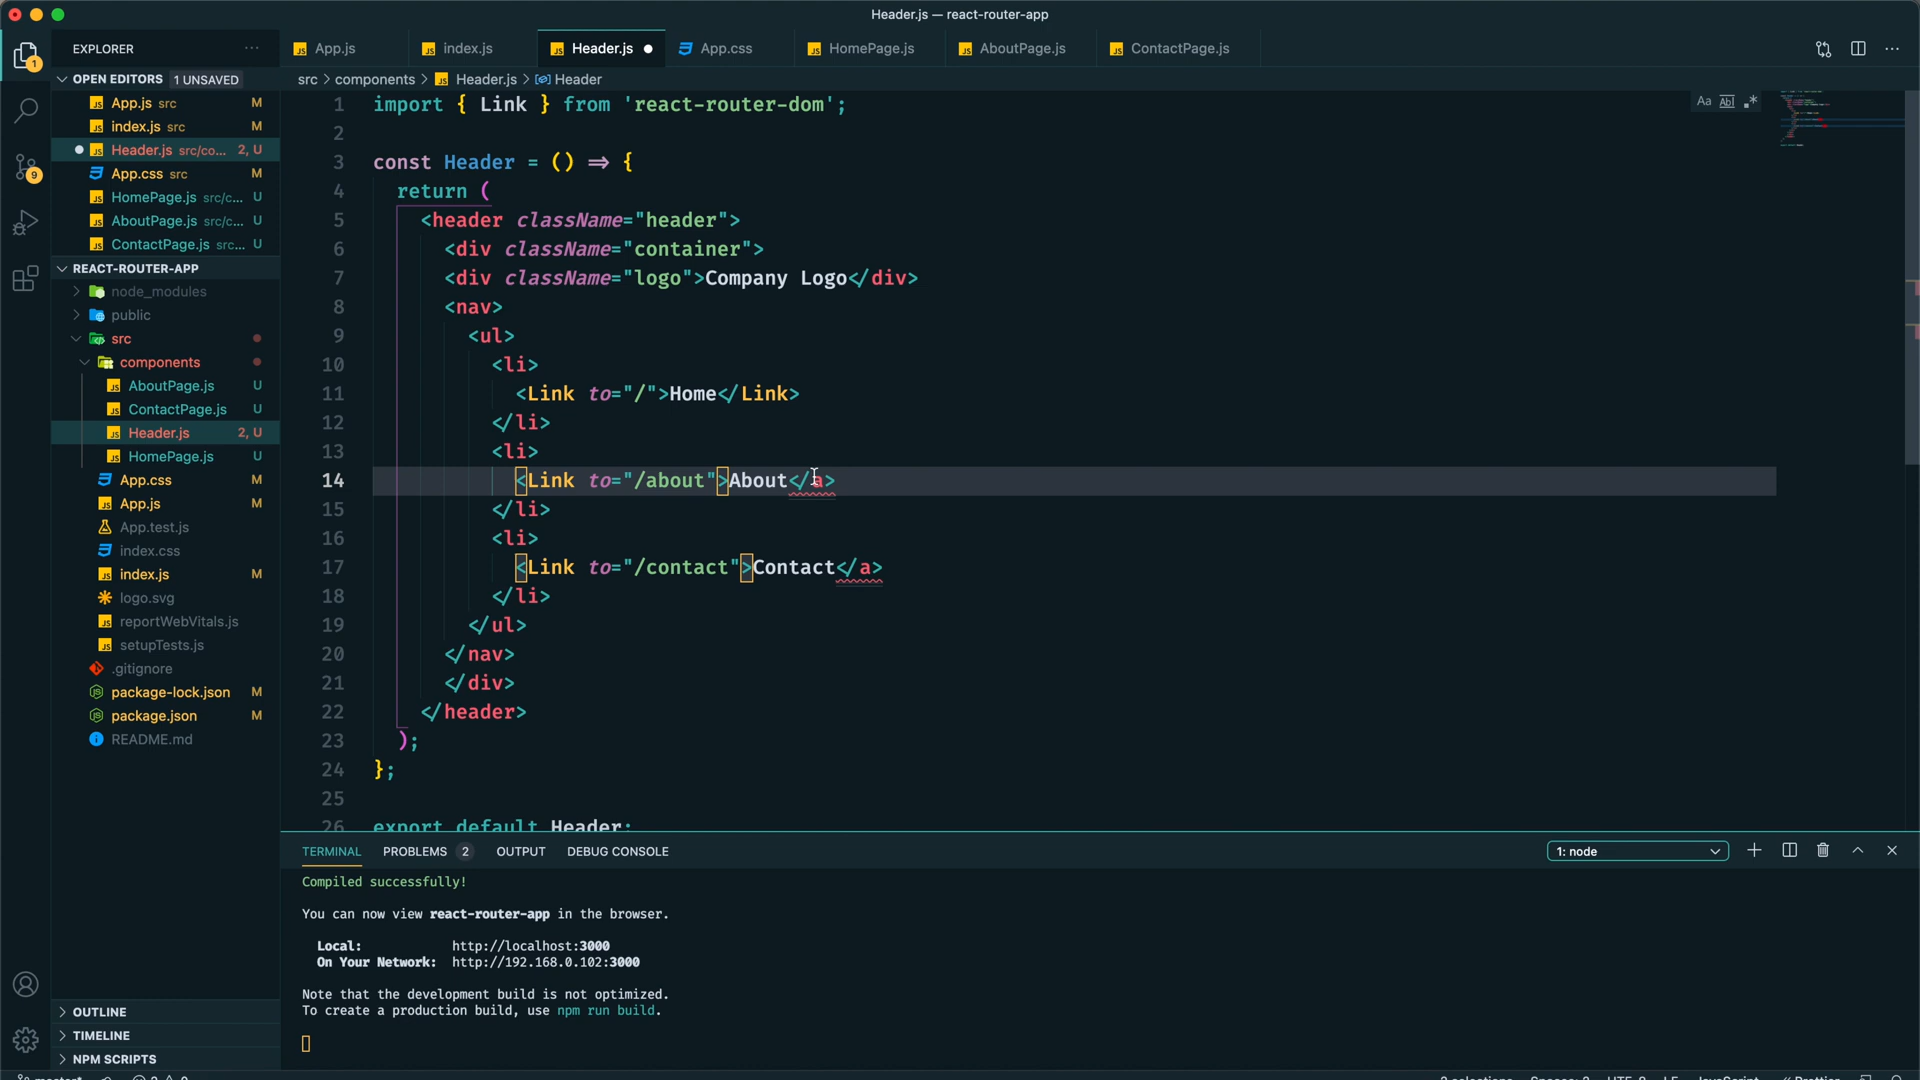 Header.js — react-router-app
EXPLORER
App.js
index.js
Header.js
App.css
HomePage.js
AboutPage.js
ContactPage.js
OPEN EDITORS 1 UNSAVED
App.js src M
index.js src M
Header.js src/co... 2, U
App.css src M
HomePage.js src/c... U
AboutPage.js src/c... U
ContactPage.js src... U
REACT-ROUTER-APP
node_modules
public
src
components
AboutPage.js U
ContactPage.js U
Header.js 2, U
HomePage.js U
App.css M
App.js M
App.test.js
index.css
index.js M
logo.svg
reportWebVitals.js
setupTests.js
.gitignore
package-lock.json M
package.json M
README.md
OUTLINE
TIMELINE
NPM SCRIPTS
1
9
src > components > Header.js > Header
Aa Abl .*
1 import { Link } from 'react-router-dom';
2
3 const Header = () => {
4 return (
5 <header className="header">
6 <div className="container">
7 <div className="logo">Company Logo</div>
8 <nav>
9 <ul>
10 <li>
11 <Link to="/">Home</Link>
12 </li>
13 <li>
14 <Link to="/about">About</a>
15 </li>
16 <li>
17 <Link to="/contact">Contact</a>
18 </li>
19 </ul>
20 </nav>
21 </div>
22 </header>
23 );
24 };
25
26 export default Header;
TERMINAL PROBLEMS 2 OUTPUT DEBUG CONSOLE
1: node
Compiled successfully!
You can now view react-router-app in the browser.
Local: http://localhost:3000
On Your Network: http://192.168.0.102:3000
Note that the development build is not optimized.
To create a production build, use npm run build.